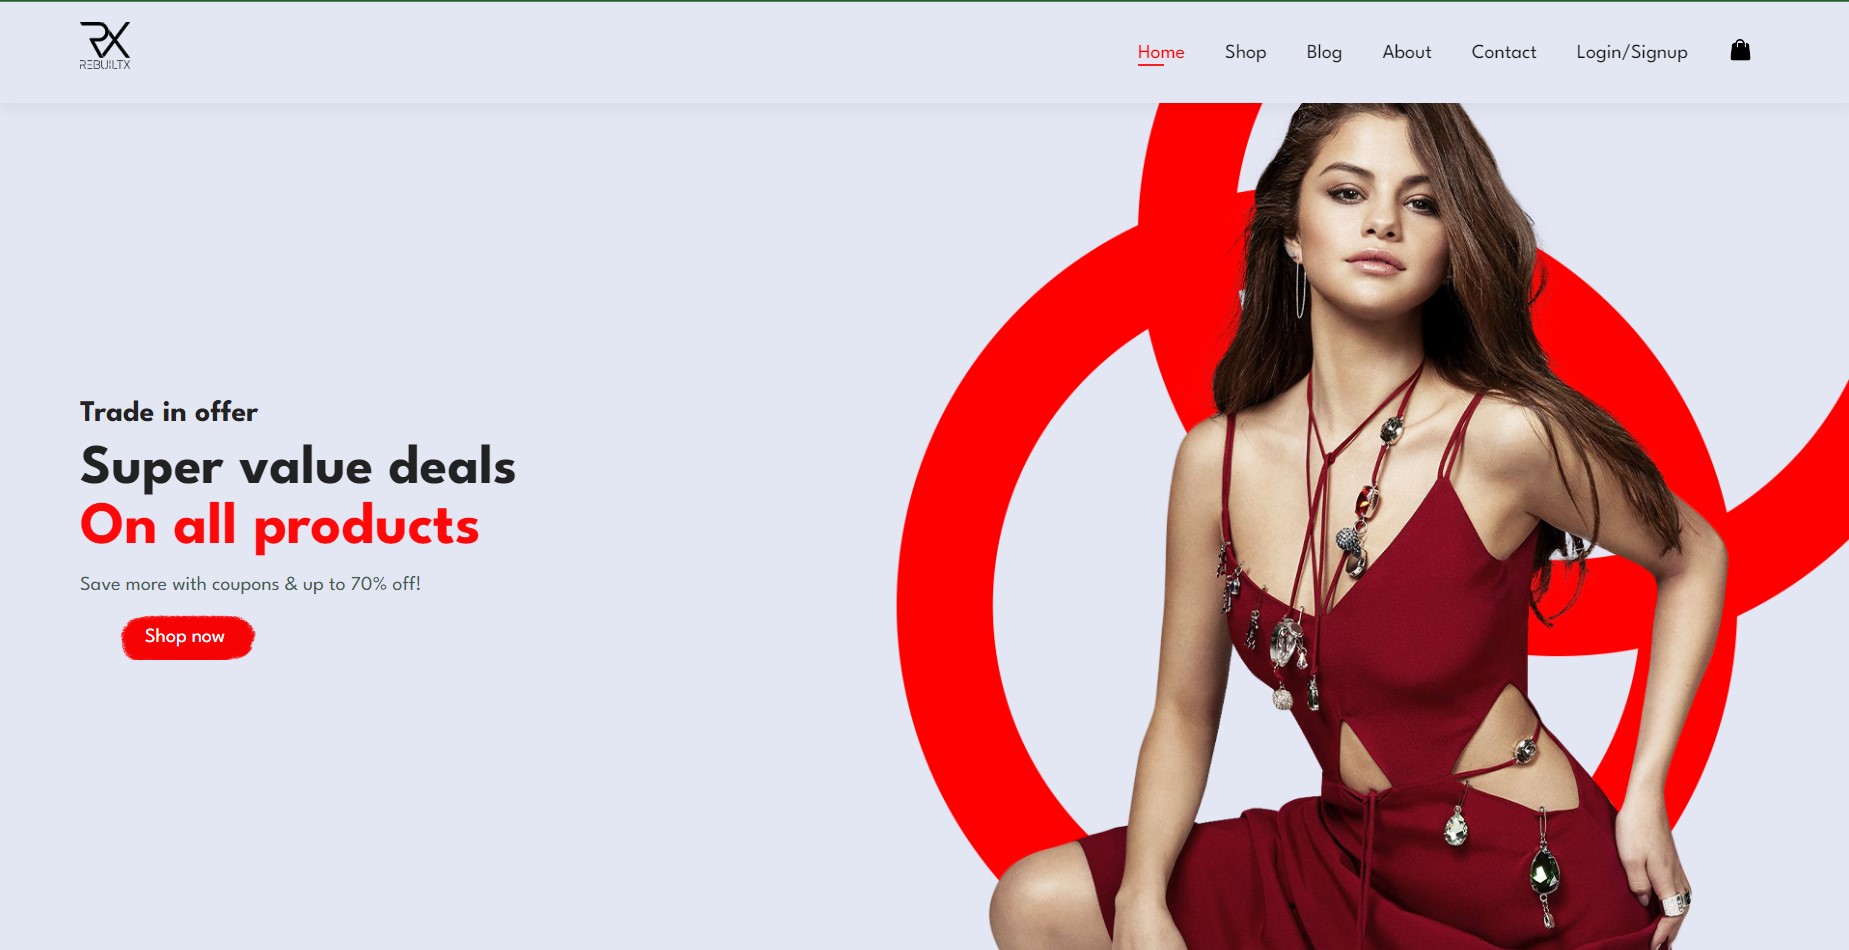 RX
REBUILTX
Home Shop Blog About Contact Login/Signup
Trade in offer
Super value deals
On all products
Save more with coupons & up to 70% off!
Shop now